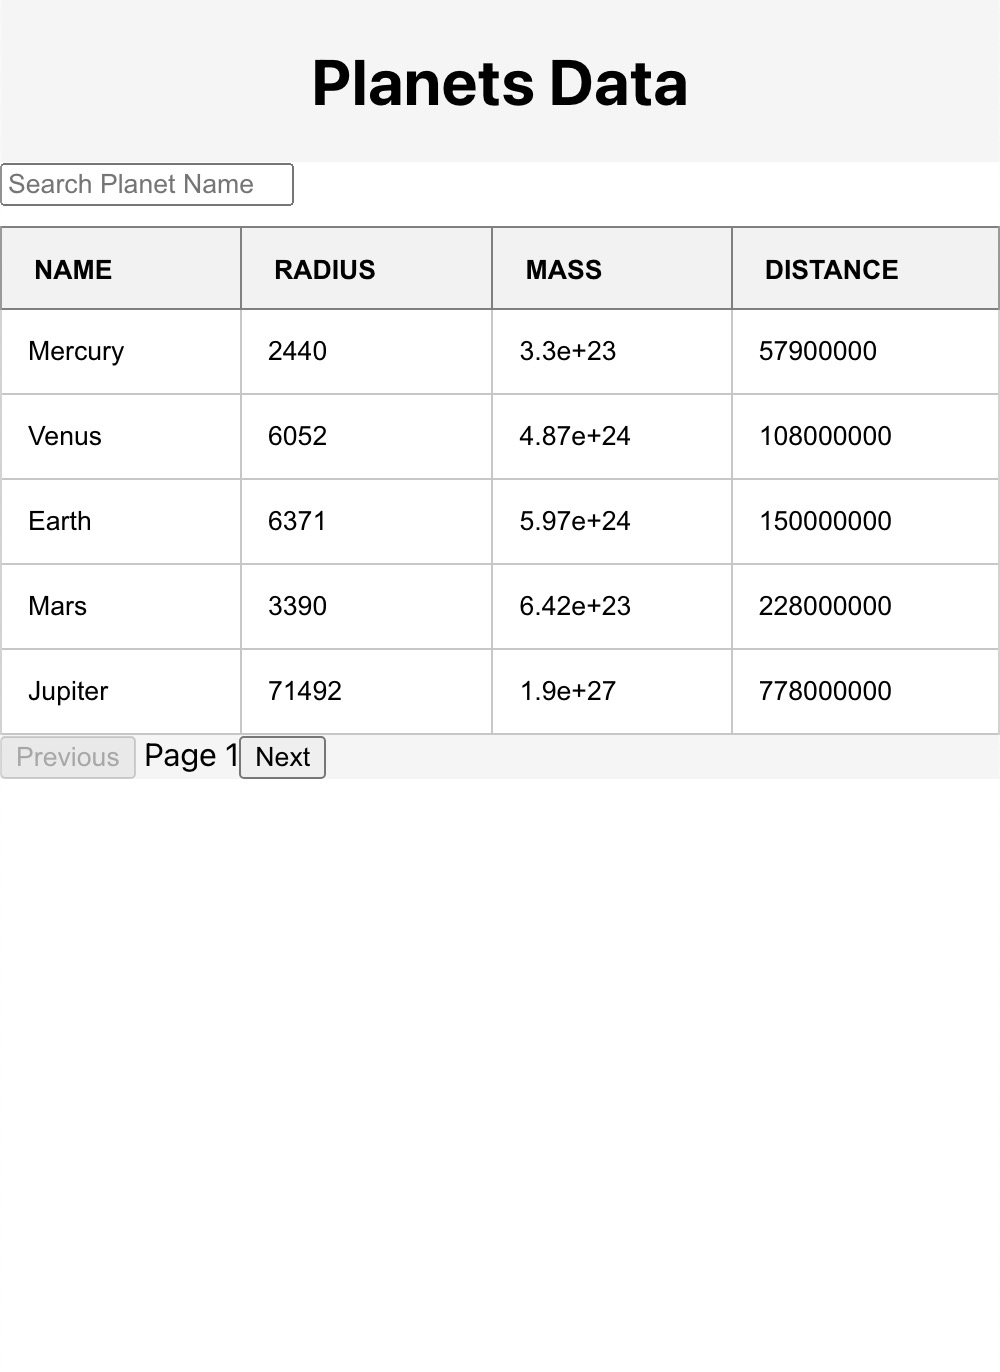 Planets Data
Search Planet Name
NAME RADIUS MASS DISTANCE
Mercury 2440 3.3e+23 57900000
Venus 6052 4.87e+24 108000000
Earth 6371 5.97e+24 150000000
Mars 3390 6.42e+23 228000000
Jupiter 71492 1.9e+27 778000000
Previous Page 1 Next